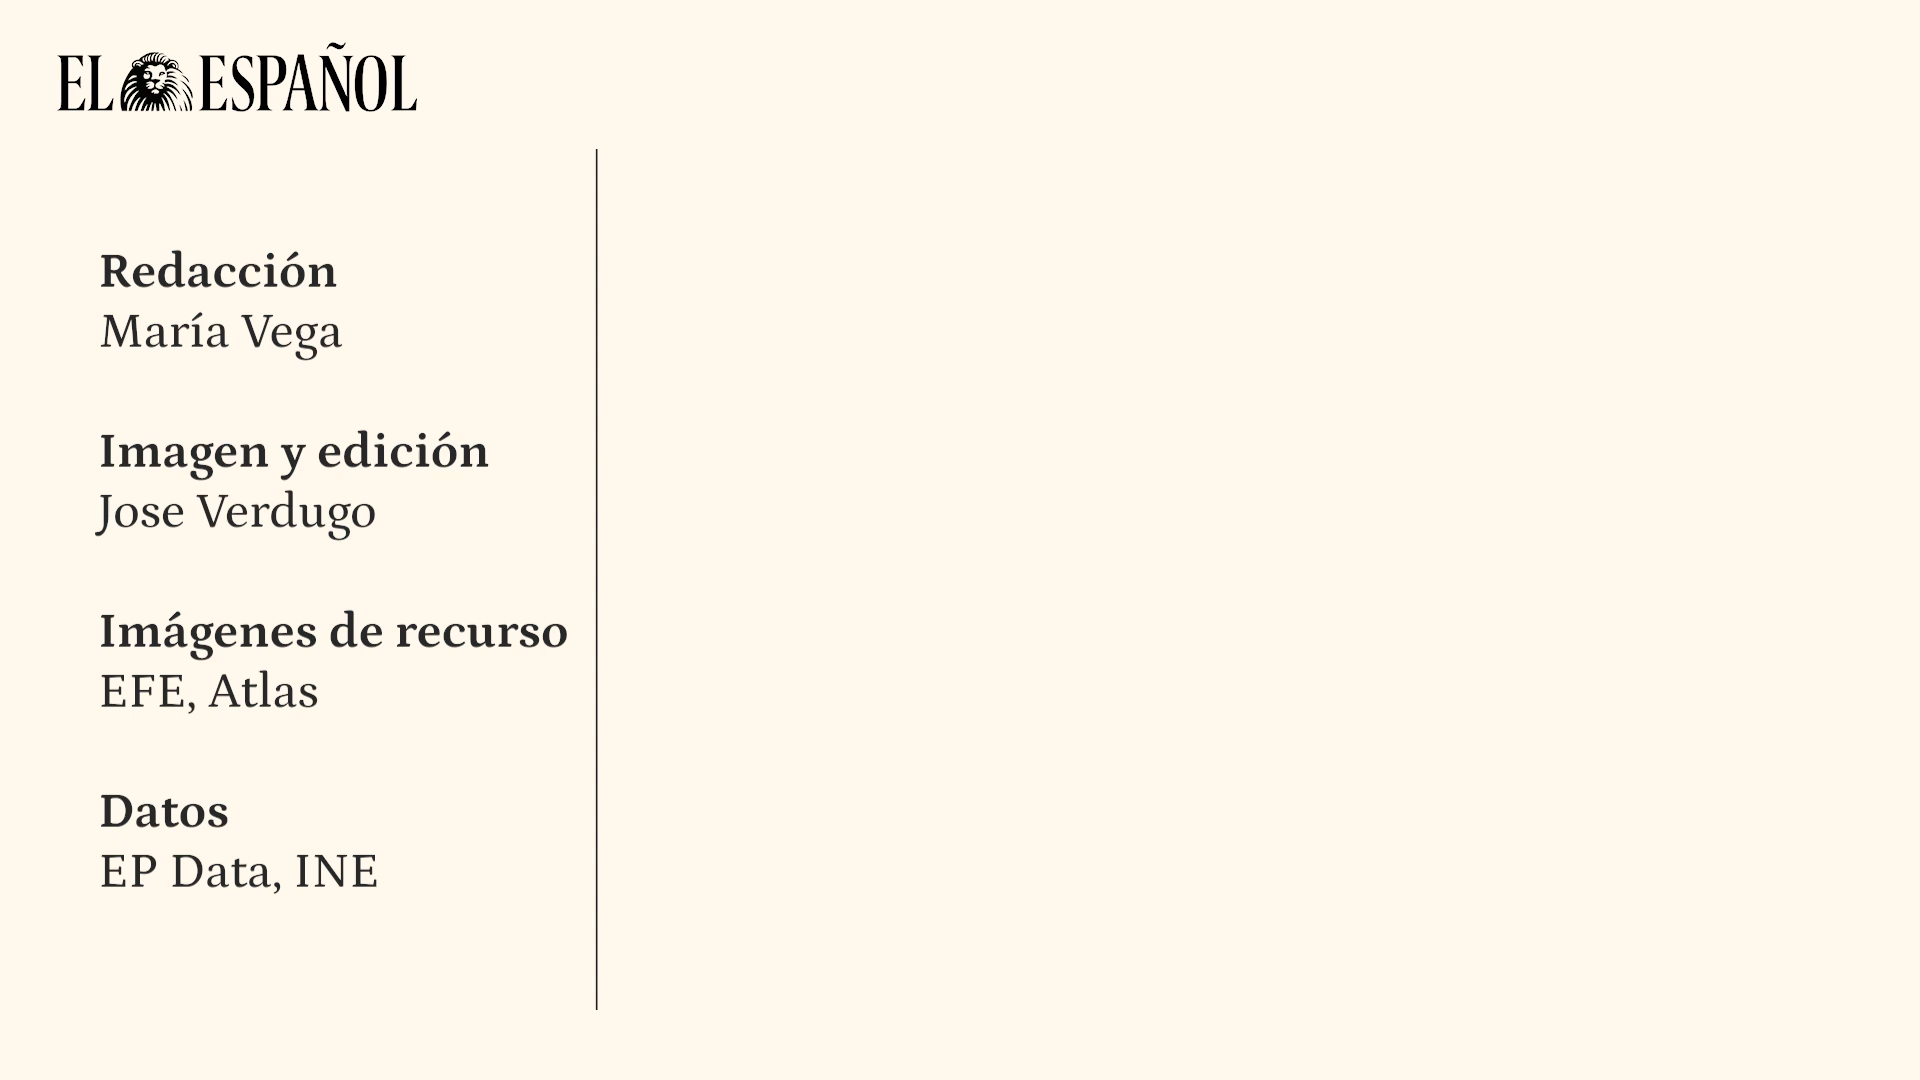 EL ESPAÑOL
Redacción
María Vega
Imagen y edición
Jose Verdugo
Imágenes de recurso
EFE, Atlas
Datos
EP Data, INE